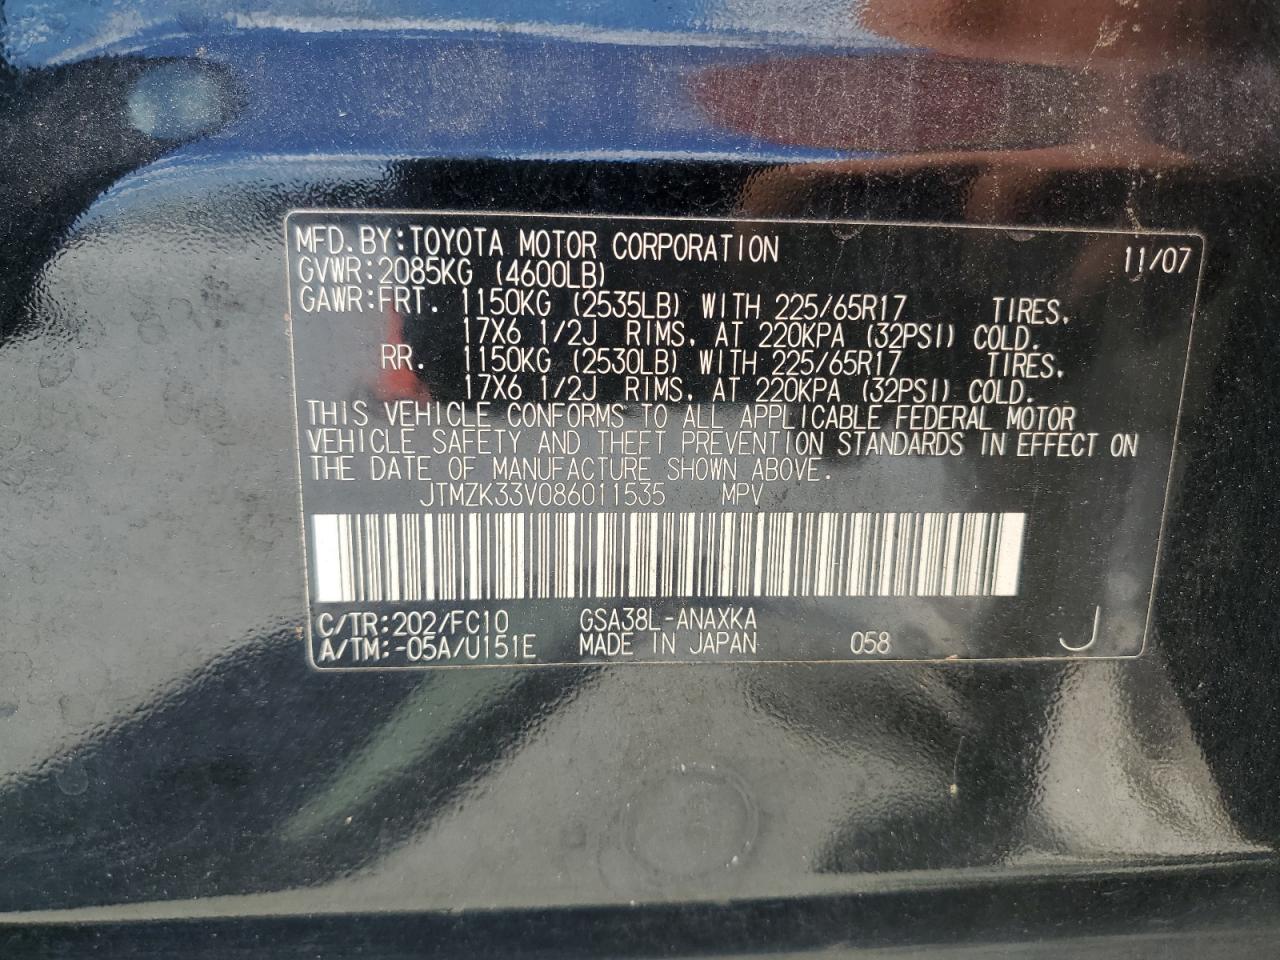 MFD.BY:TOYOTA MOTOR CORPORATION 11/07
GVWR:2085KG (4600LB)
GAWR:FRT. 1150KG (2535LB) WITH 225/65R17 TIRES,
17X6 1/2J RIMS, AT 220KPA (32PSI) COLD.
RR. 1150KG (2530LB) WITH 225/65R17 TIRES,
17X6 1/2J RIMS, AT 220KPA (32PSI) COLD.
THIS VEHICLE CONFORMS TO ALL APPLICABLE FEDERAL MOTOR
VEHICLE SAFETY AND THEFT PREVENTION STANDARDS IN EFFECT ON
THE DATE OF MANUFACTURE SHOWN ABOVE.
JTMZK33V086011535 MPV
C/TR:202/FC10 GSA38L-ANAXKA
A/TM:-05A/U151E MADE IN JAPAN 058 J